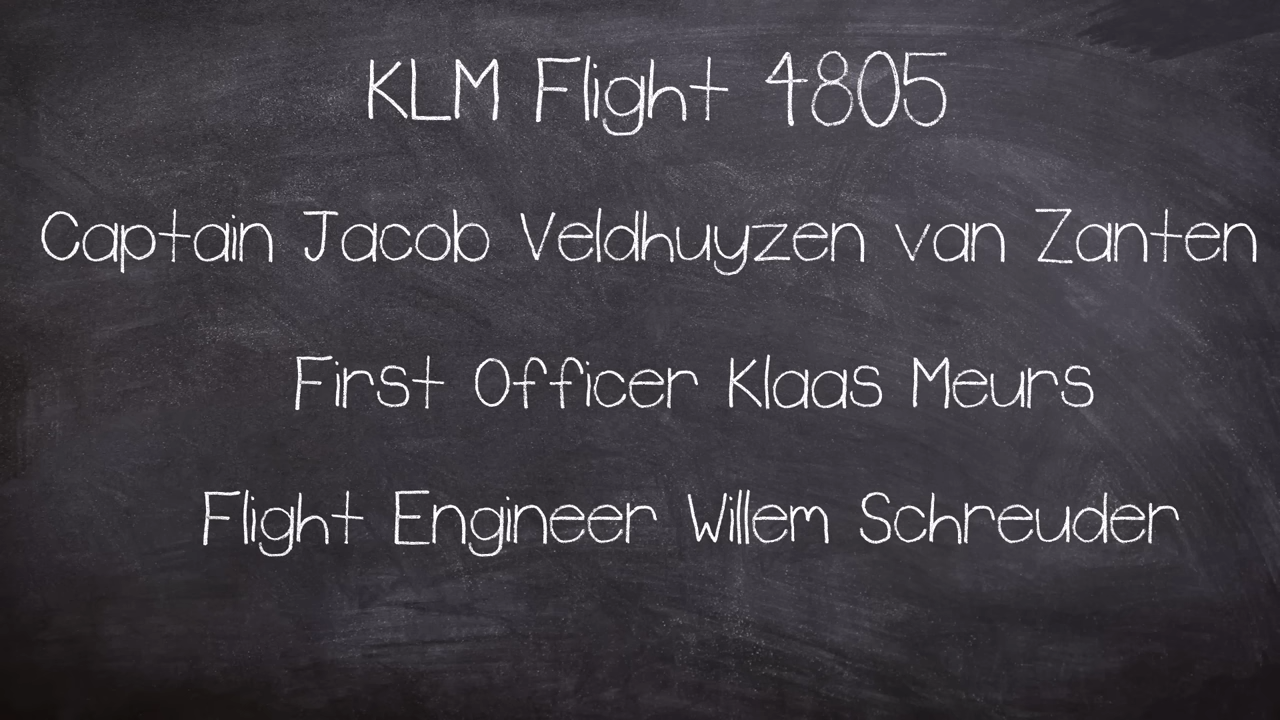 KLM Flight 4805
Captain Jacob Veldhuyzen van Zanten
First Officer Klaas Meurs
Flight Engineer Willem Schreuder